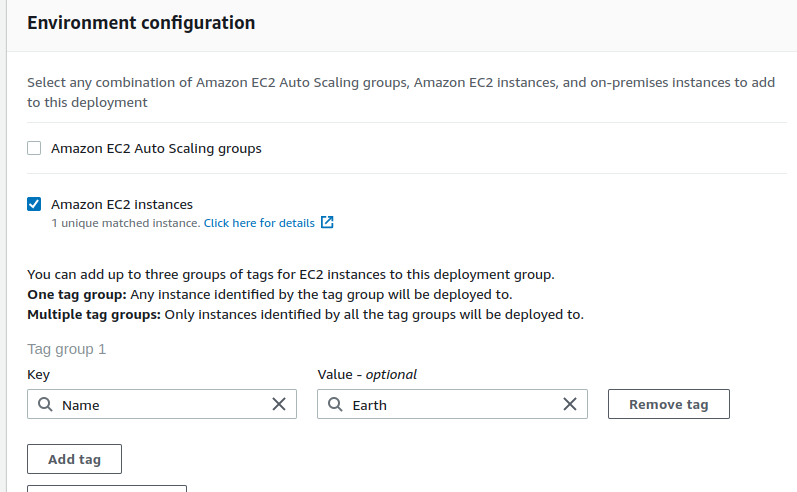 Environment configuration
Select any combination of Amazon EC2 Auto Scaling groups, Amazon EC2 instances, and on-premises instances to add
to this deployment
Amazon EC2 Auto Scaling groups
Amazon EC2 instances
1 unique matched instance. Click here for details
You can add up to three groups of tags for EC2 instances to this deployment group.
One tag group: Any instance identified by the tag group will be deployed to.
Multiple tag groups: Only instances identified by all the tag groups will be deployed to.
Tag group 1
Key Value - optional
Name Earth Remove tag
Add tag